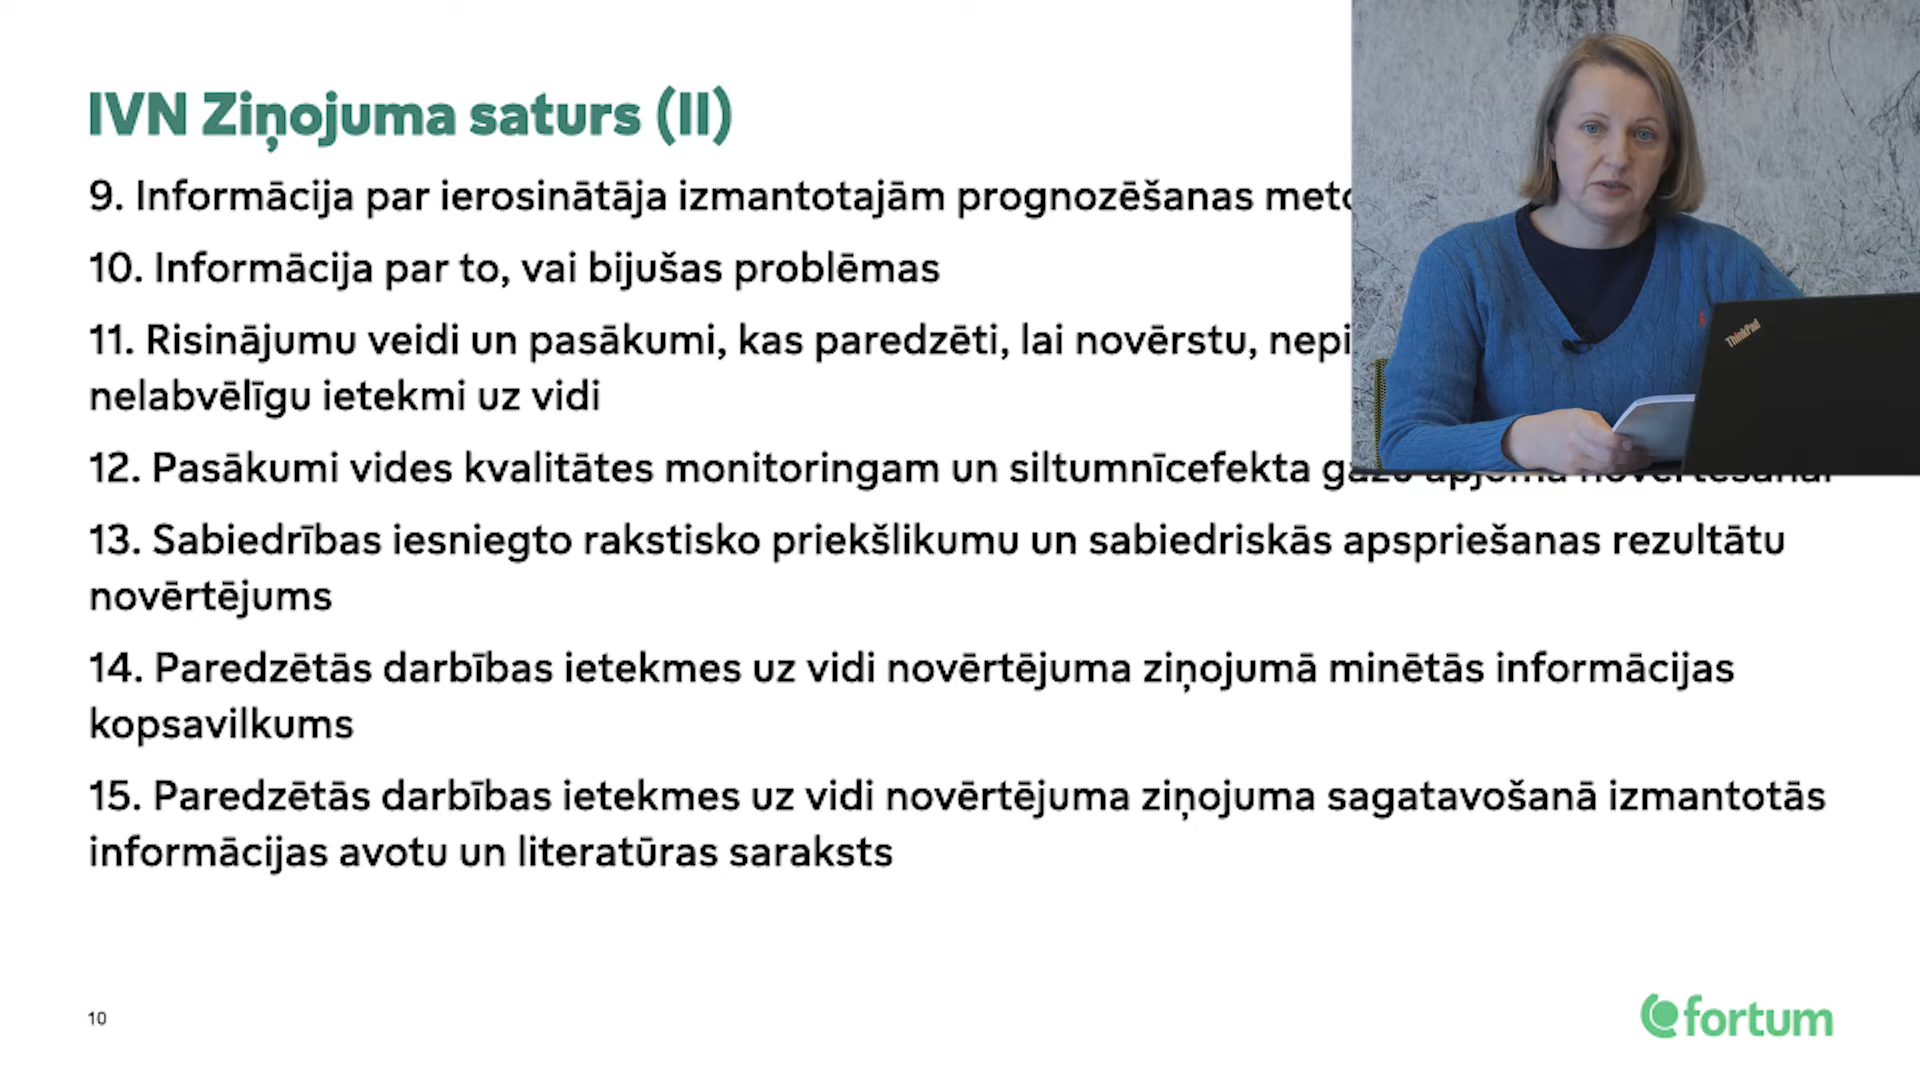 IVN Ziņojuma saturs (II)
9. Informācija par ierosinātāja izmantotajām prognozēšanas
10. Informācija par to, vai bijušas problēmas
11. Risinājumu veidi un pasākumi, kas paredzēti, lai novērstu,
nelabvēlīgu ietekmi uz vidi
12. Pasākumi vides kvalitātes monitoringam un siltumnīcefekta
13. Sabiedrības iesniegto rakstisko priekšlikumu un sabiedriskās apspriešanas rezultātu
novērtējums
14. Paredzētās darbības ietekmes uz vidi novērtējuma ziņojumā minētās informācijas
kopsavilkums
15. Paredzētās darbības ietekmes uz vidi novērtējuma ziņojuma sagatavošanā izmantotās
informācijas avotu un literatūras saraksts
ThinkPad
10
fortum